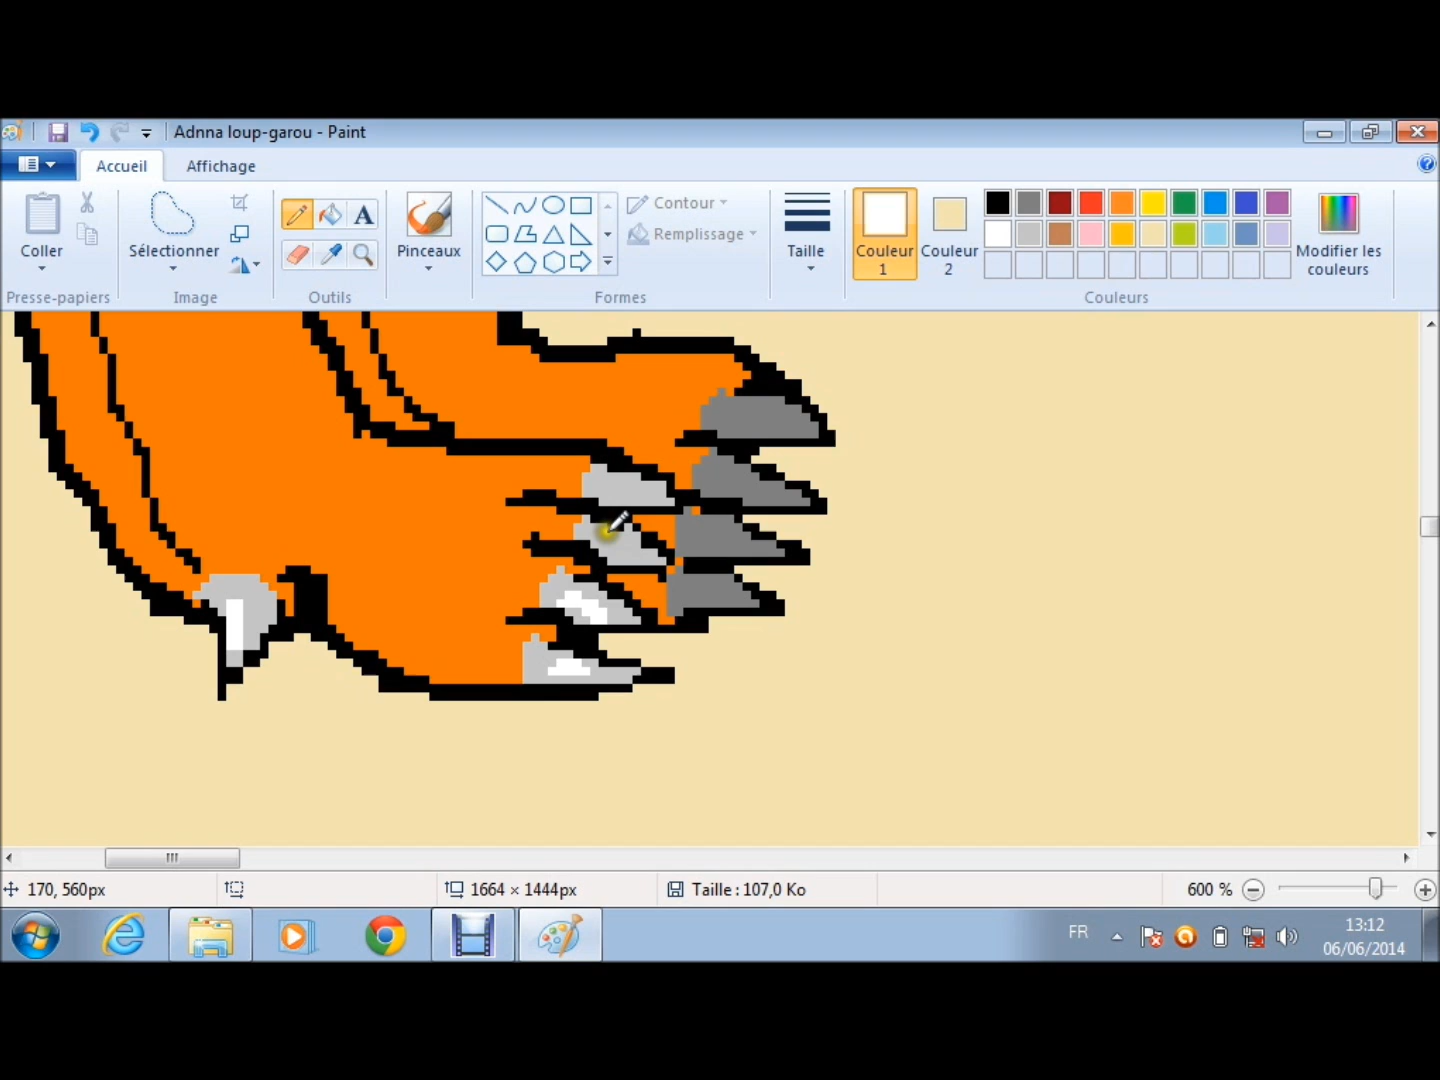 Adnna loup-garou - Paint
Accueil Affichage
Coller
Sélectionner
A
Pinceaux
Contour
Remplissage
Taille
Couleur 1
Couleur 2
Modifier les couleurs
Presse-papiers Image Outils Formes Couleurs
170, 560px 1664 × 1444px Taille : 107,0 Ko 600 %
FR 13:12
06/06/2014